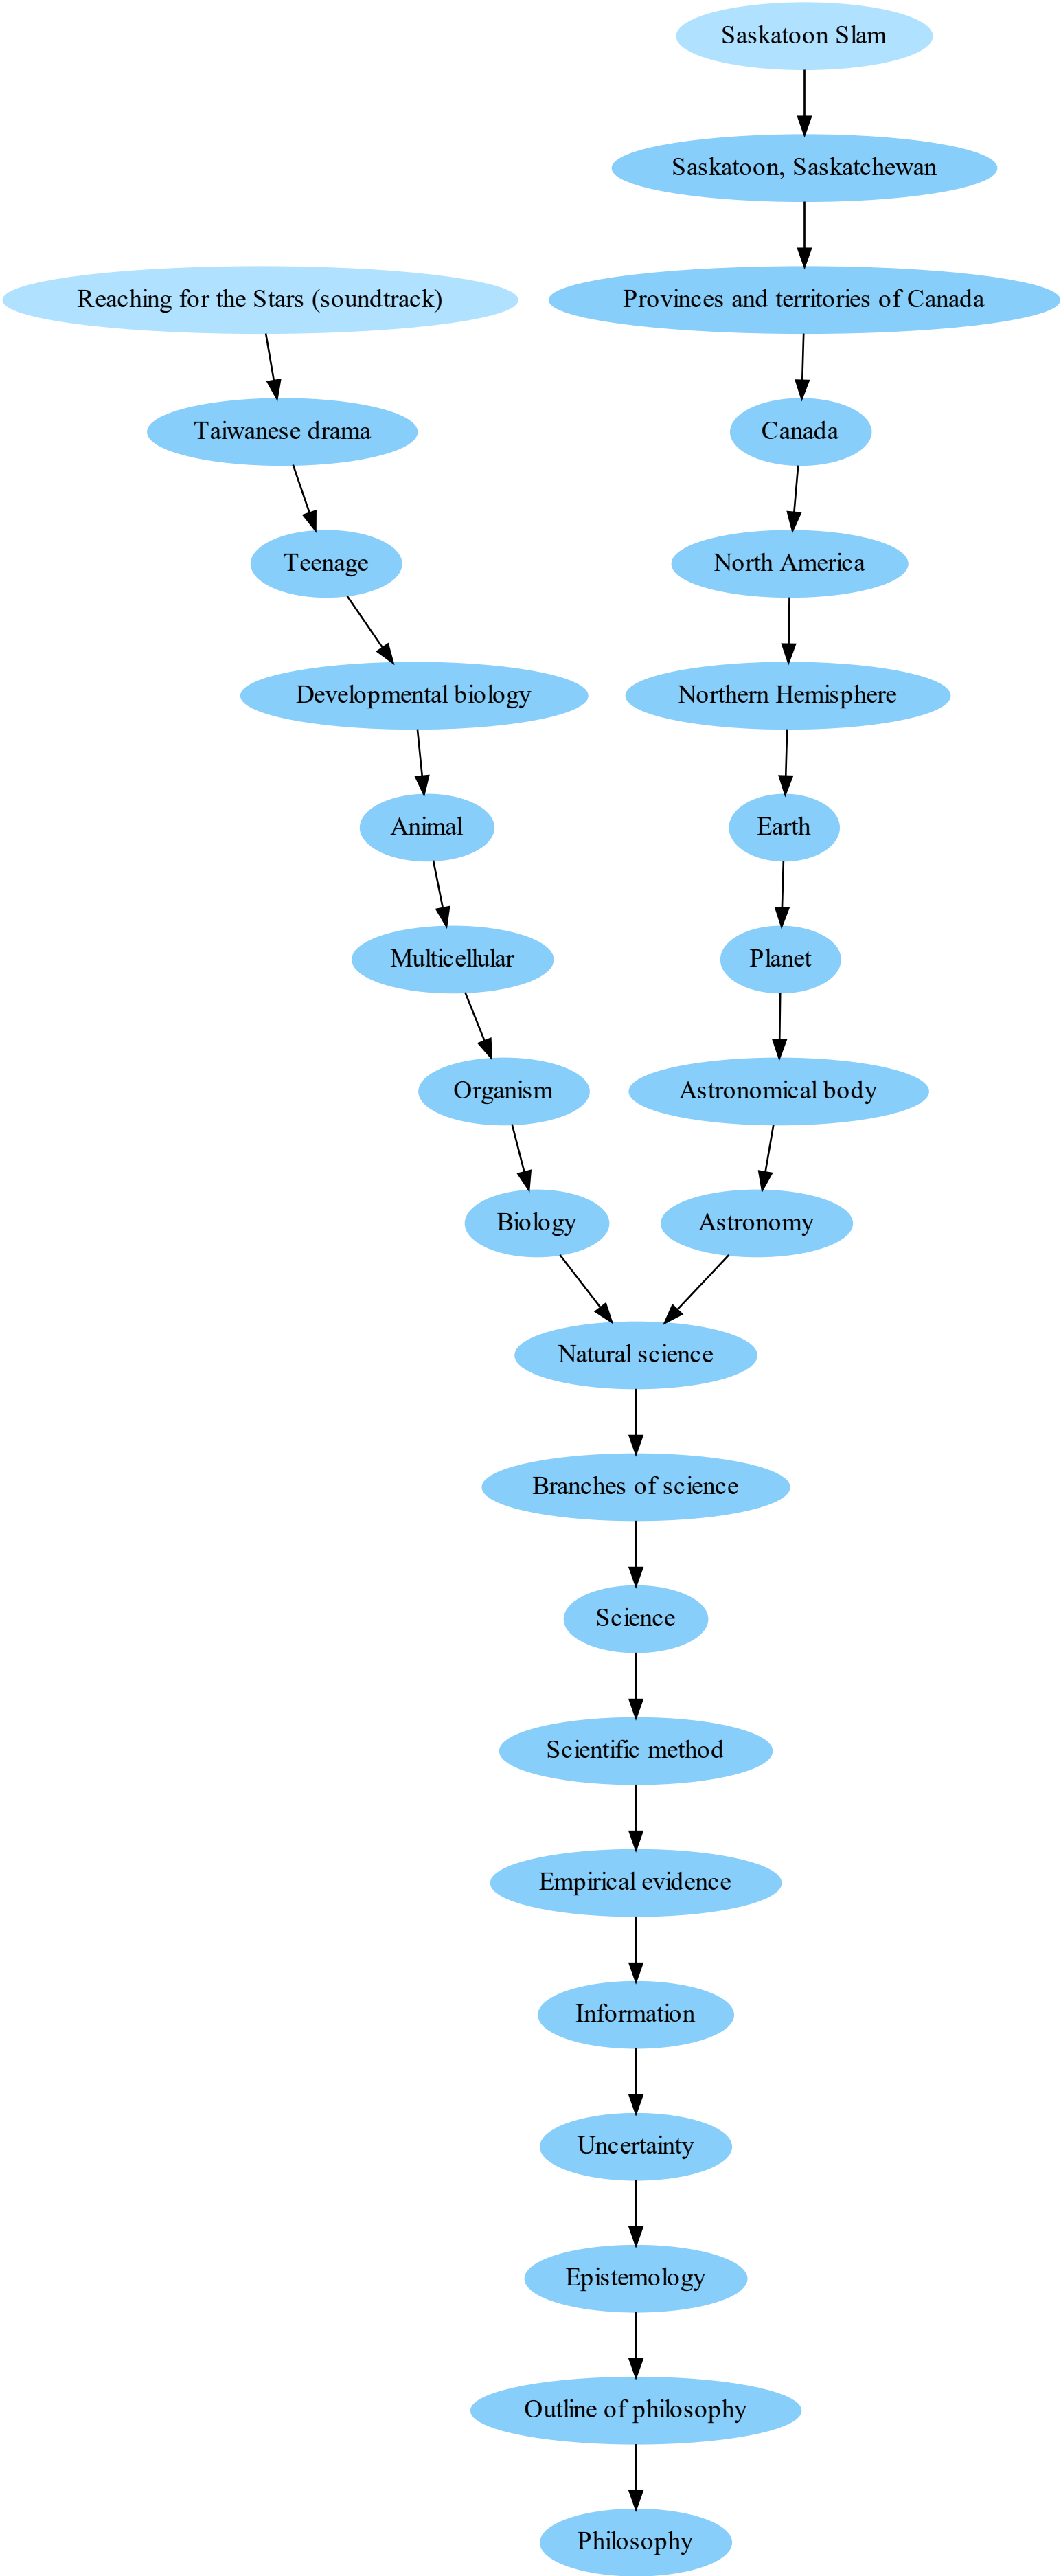 Saskatoon Slam
Saskatoon, Saskatchewan
Reaching for the Stars (soundtrack)
Provinces and territories of Canada
Taiwanese drama
Canada
Teenage
North America
Developmental biology
Northern Hemisphere
Animal
Earth
Multicellular
Planet
Organism
Astronomical body
Biology
Astronomy
Natural science
Branches of science
Science
Scientific method
Empirical evidence
Information
Uncertainty
Epistemology
Outline of philosophy
Philosophy